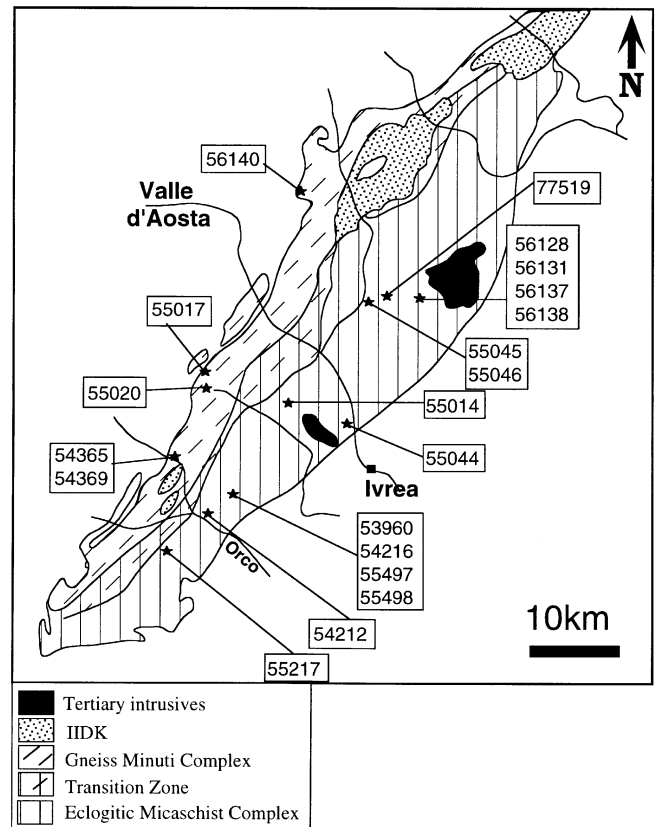 N
56140
Valle
d'Aosta
77519
56128
56131
56137
56138
55017
55045
55046
55020
55014
54365
54369
55044
Ivrea
53960
54216
55497
55498
Orco
10km
54212
55217
Tertiary intrusives
IIDK
Gneiss Minuti Complex
Transition Zone
Eclogitic Micaschist Complex